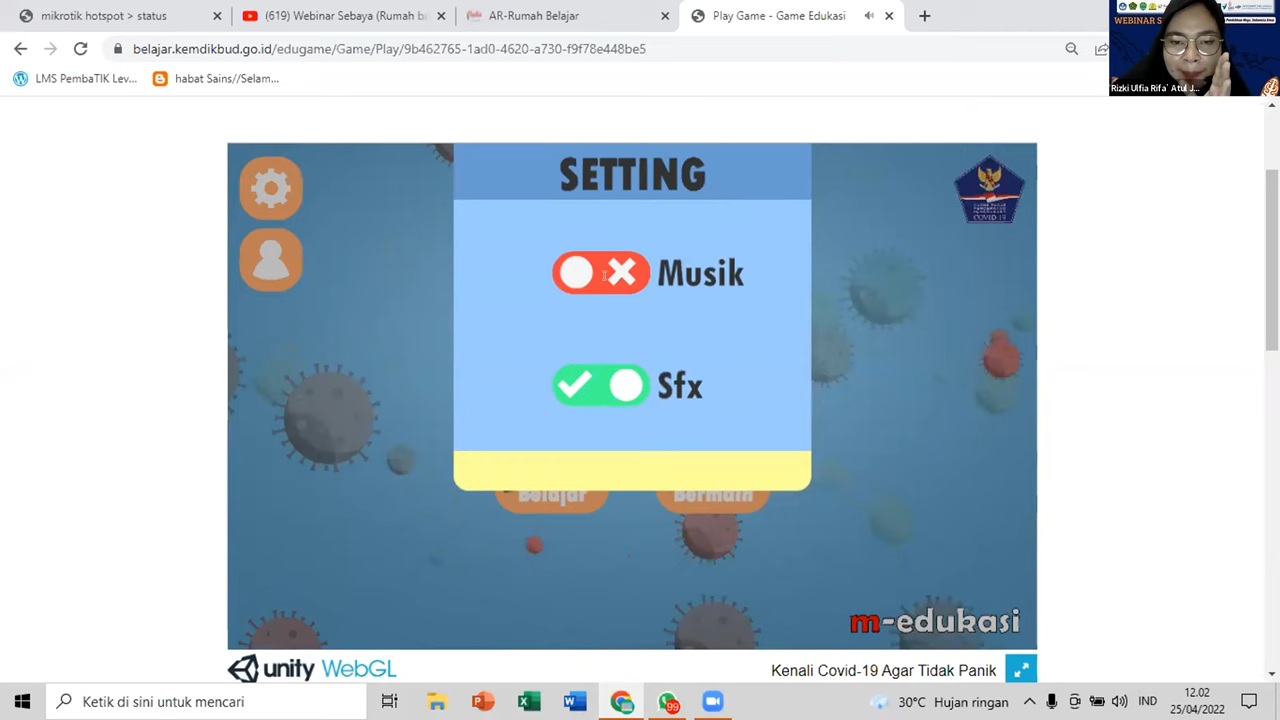 mikrotik hotspot > status
(619) Webinar Sebaya (Rumah
AR-Rumah Belajar
Play Game - Game Edukasi
belajar.kemdikbud.go.id/edugame/Game/Play/9b462765-1ad0-4620-a730-f9f78e448be5
LMS PembaTIK Lev...
habat Sains//Selam...
WEBINAR S
Rizki Ulfia Rifa` Atul J...
SETTING
COVID 19
Musik
Sfx
Belajar
Bermain
m-edukasi
unity WebGL
Kenali Covid-19 Agar Tidak Panik
Ketik di sini untuk mencari
99
30°C Hujan ringan
IND
12.02
25/04/2022